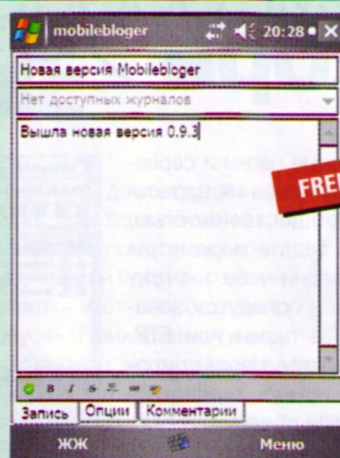 mobilebloger 20:28
Новая версия Mobilebloger
Нет доступных журналов
Вышла новая версия 0.9.3
FREE
B I S
Запись Опции Комментарии
ЖЖ Меню